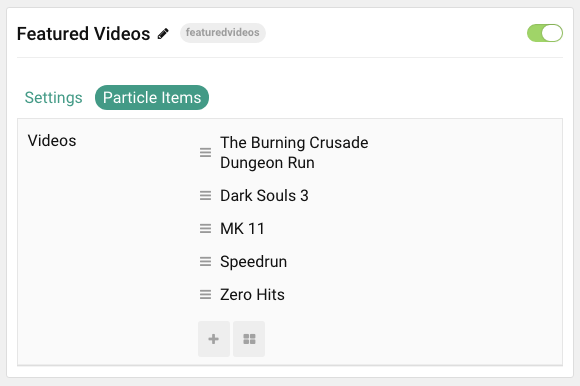 Featured Videos
featuredvideos
Settings
Particle Items
Videos
The Burning Crusade
Dungeon Run
Dark Souls 3
MK 11
Speedrun
Zero Hits